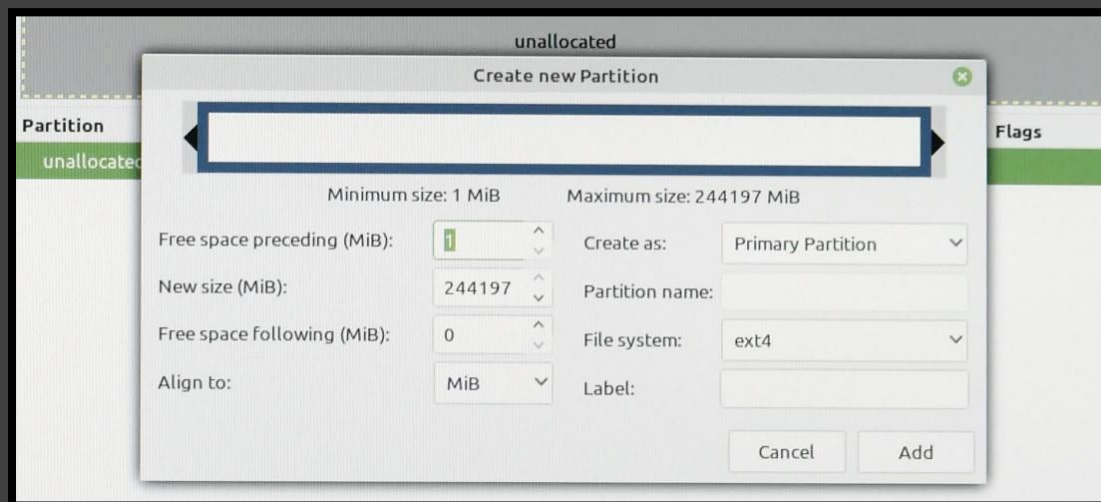 unallocated
Create new Partition
Partition
Flags
unallocated
Minimum size: 1 MiB Maximum size: 244197 MiB
Free space preceding (MiB): 1 Create as: Primary Partition
New size (MiB): 244197 Partition name:
Free space following (MiB): 0 File system: ext4
Align to: MiB Label:
Cancel Add